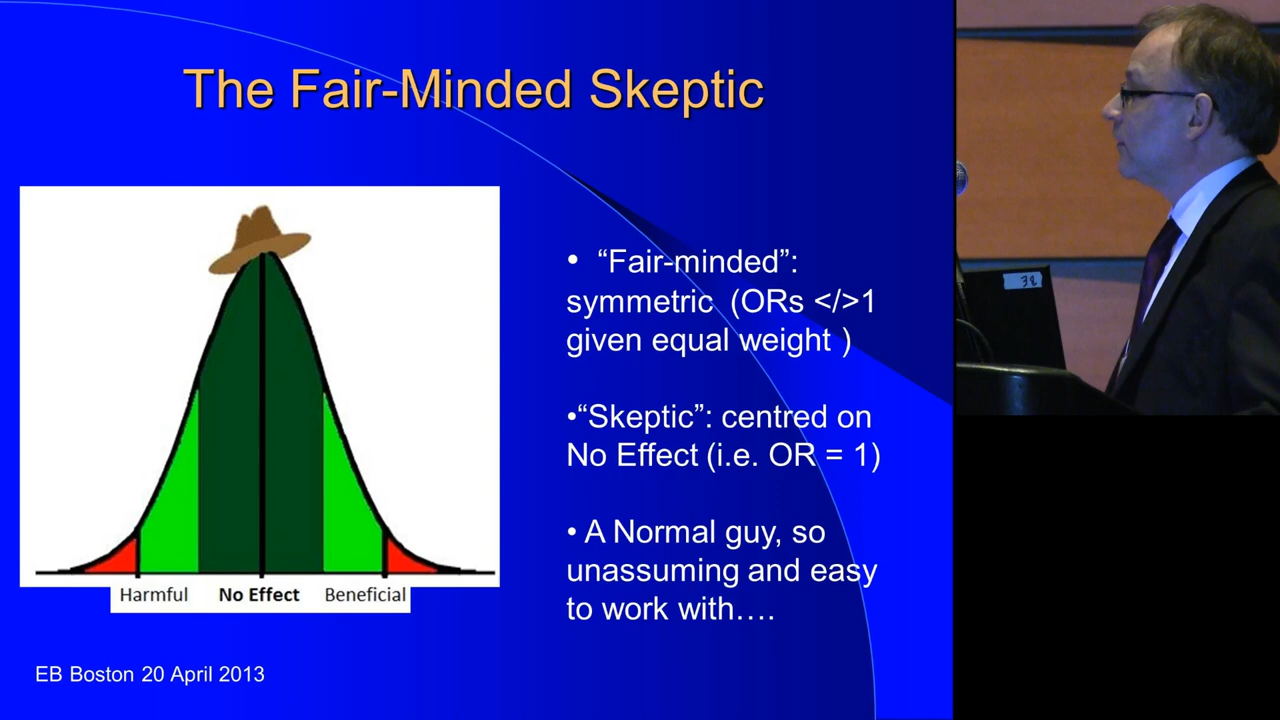 The Fair-Minded Skeptic
• “Fair-minded”:
symmetric (ORs </>1
given equal weight )
•“Skeptic”: centred on
No Effect (i.e. OR = 1)
• A Normal guy, so
unassuming and easy
to work with….
Harmful No Effect Beneficial
EB Boston 20 April 2013
38